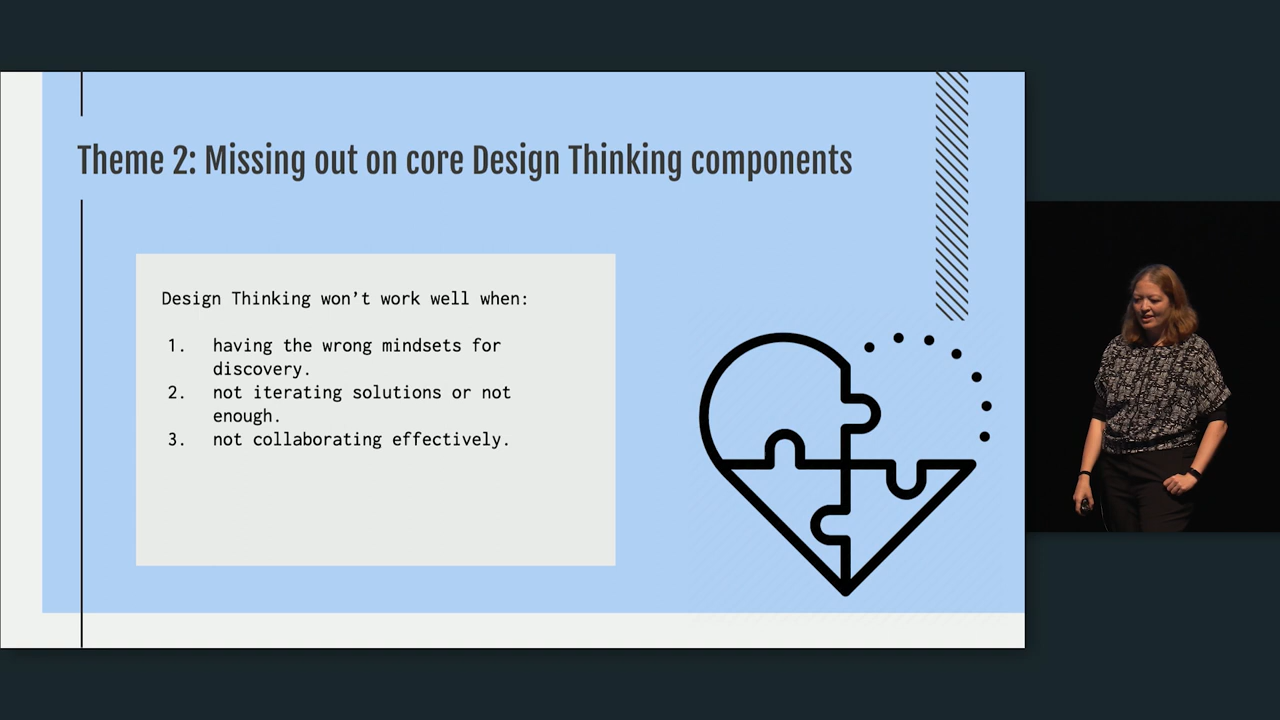 Theme 2: Missing out on core Design Thinking components
Design Thinking won’t work well when:
1. having the wrong mindsets for
discovery.
2. not iterating solutions or not
enough.
3. not collaborating effectively.